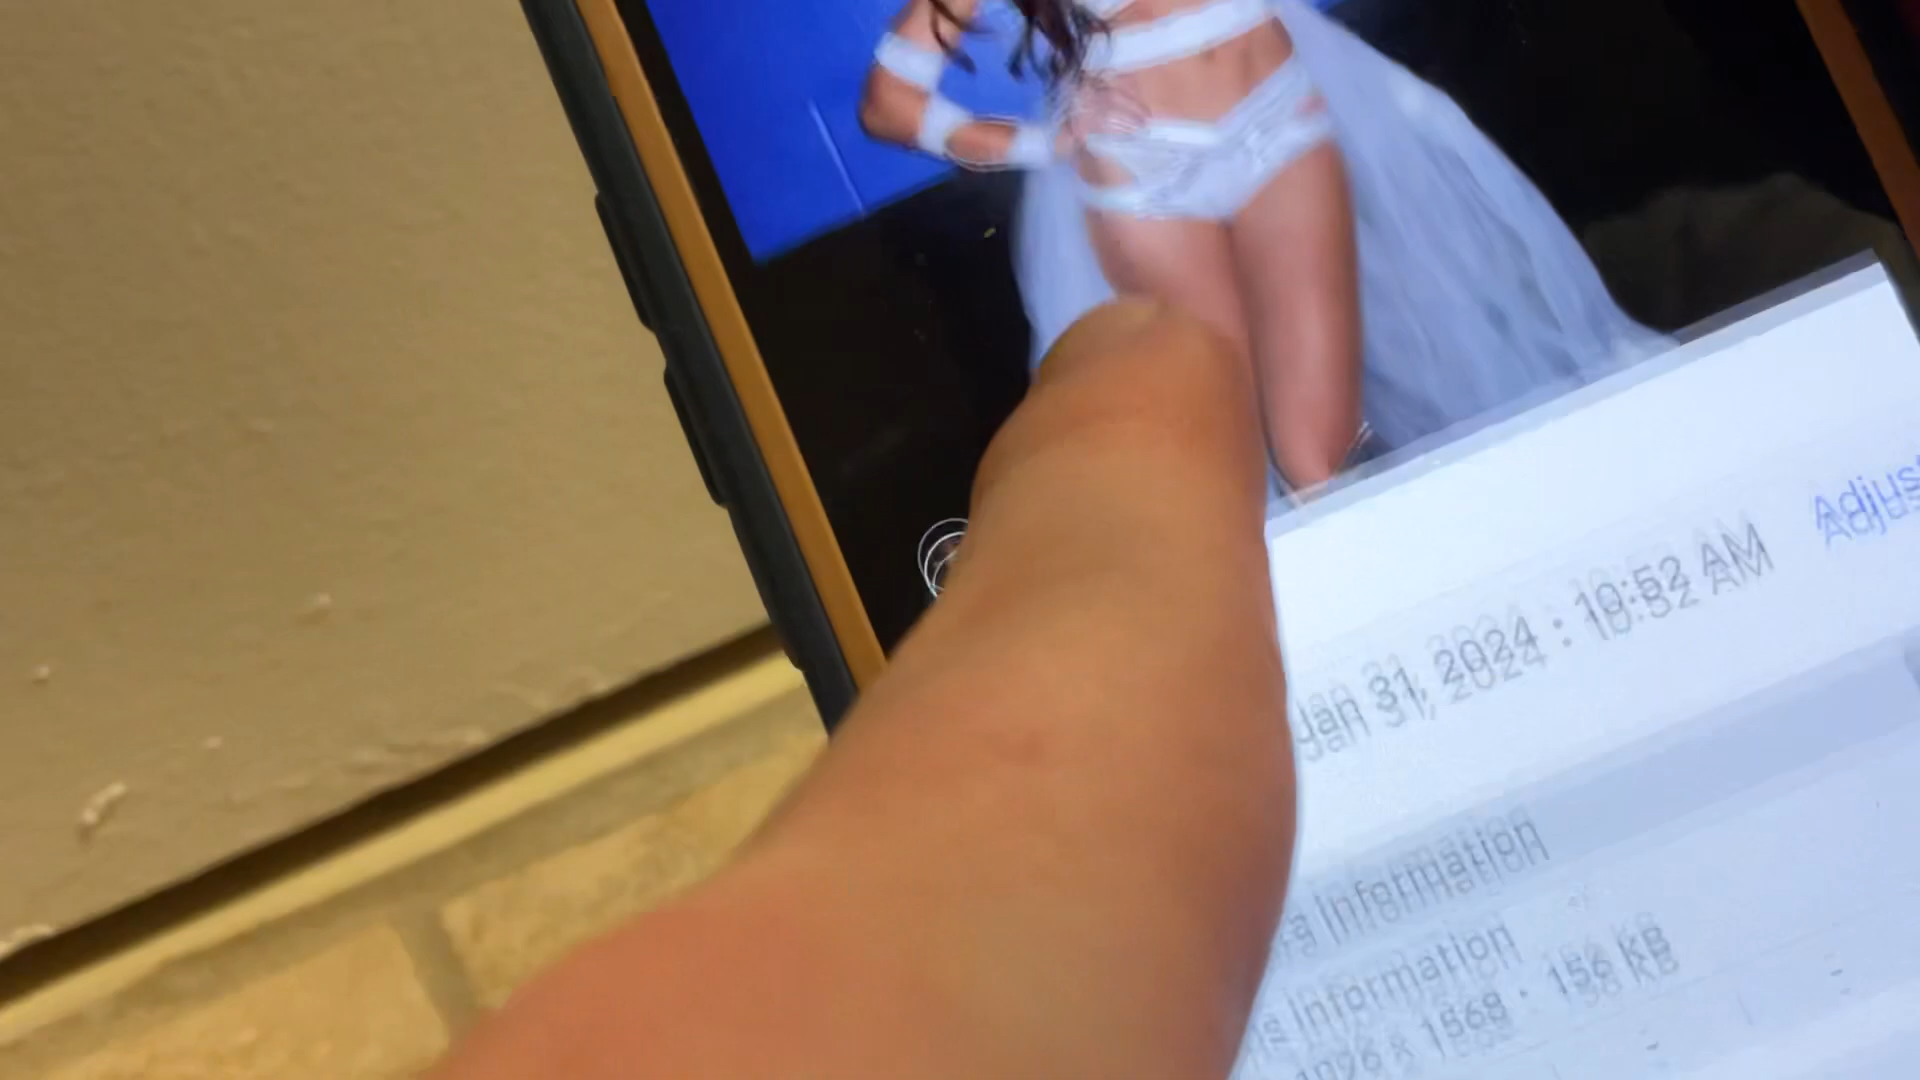 Jan 31, 2024 · 10:52 AM
Adjust
Information
Information
1096 × 1568 · 156 KB